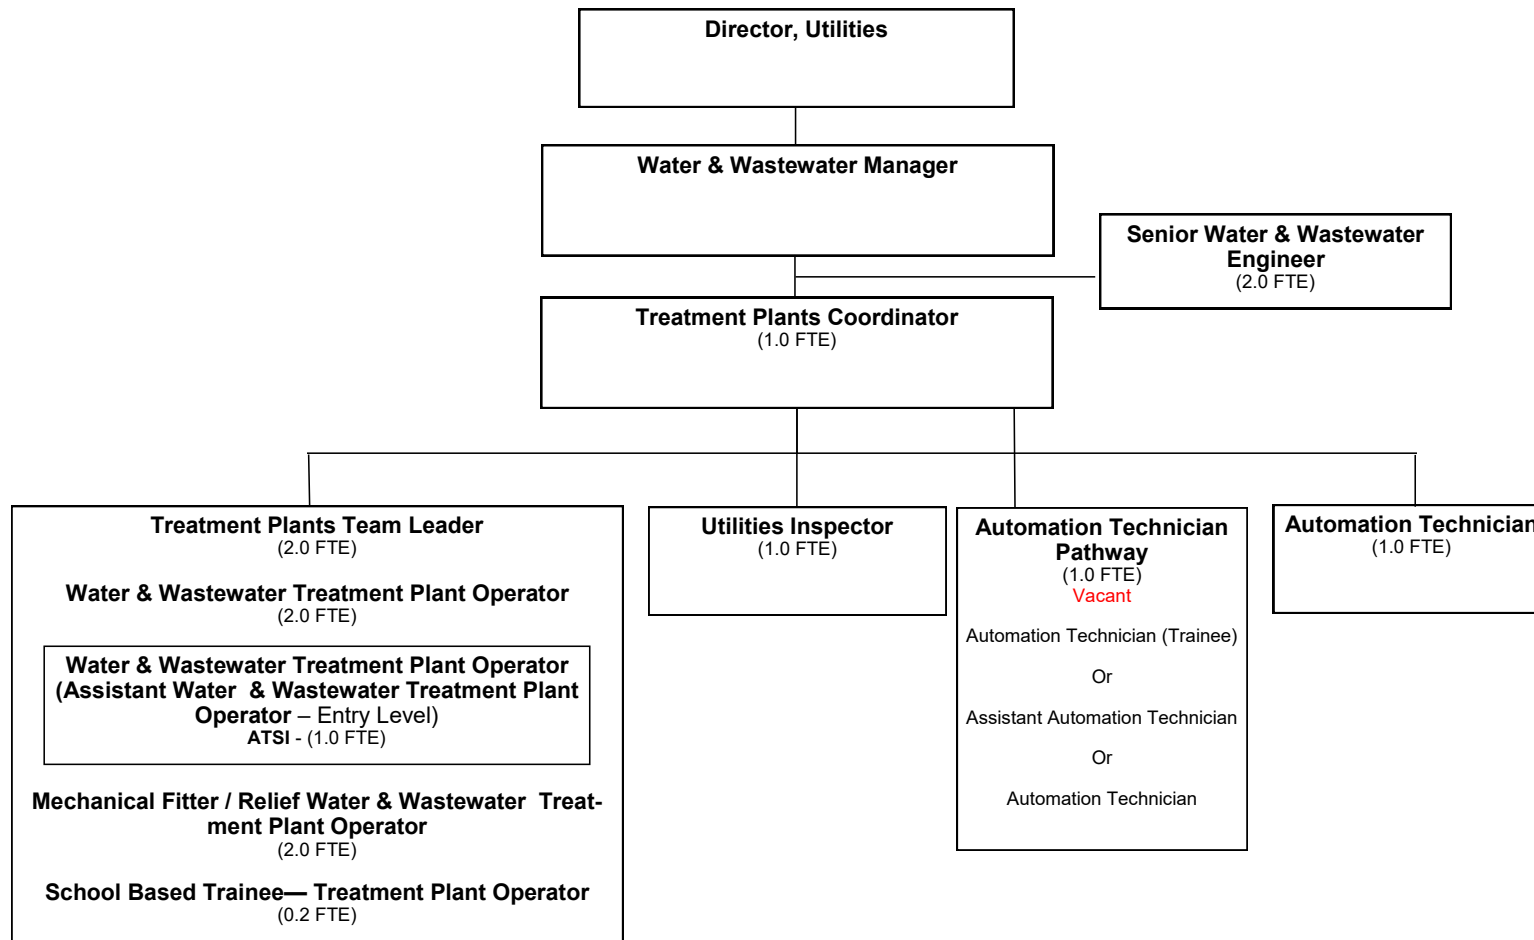 Director, Utilities
Water & Wastewater Manager
Senior Water & Wastewater
Engineer
(2.0 FTE)
Treatment Plants Coordinator
(1.0 FTE)
Treatment Plants Team Leader
(2.0 FTE)
Water & Wastewater Treatment Plant Operator
(2.0 FTE)
Water & Wastewater Treatment Plant Operator
(Assistant Water & Wastewater Treatment Plant
Operator – Entry Level)
ATSI - (1.0 FTE)
Mechanical Fitter / Relief Water & Wastewater Treat-
ment Plant Operator
(2.0 FTE)
School Based Trainee— Treatment Plant Operator
(0.2 FTE)
Utilities Inspector
(1.0 FTE)
Automation Technician
Pathway
(1.0 FTE)
Vacant
Automation Technician (Trainee)
Or
Assistant Automation Technician
Or
Automation Technician
Automation Technician
(1.0 FTE)